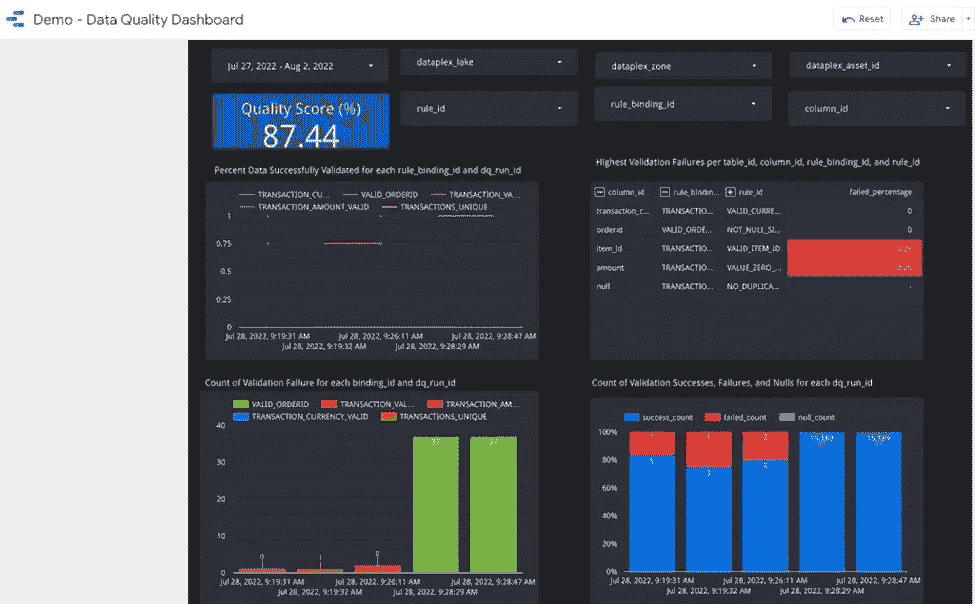 Demo - Data Quality Dashboard
Reset
Share
Jul 27, 2022 - Aug 2, 2022
dataplex_lake
dataplex_zone
dataplex_asset_id
Quality Score (%)
87.44
rule_id
rule_binding_id
column_id
Percent Data Successfully Validated for each rule_binding_id and dq_run_id
TRANSACTION_CU... VALID_ORDERID TRANSACTION_VA...
TRANSACTION_AMOUNT_VALID TRANSACTIONS_UNIQUE
1
0.75
0.5
0.25
0
Jul 28, 2022, 9:19:31 AM Jul 28, 2022, 9:26:11 AM Jul 28, 2022, 9:28:47 AM
Jul 28, 2022, 9:19:32 AM Jul 28, 2022, 9:28:29 AM
Highest Validation Failures per table_id, column_id, rule_binding_id, and rule_id
column_id rule_bindin... rule_id failed_percentage
transaction_c... TRANSACTIO... VALID_CURRE... 0
orderid VALID_ORDE... NOT_NULL_SI... 0
item_id TRANSACTIO... VALID_ITEM_ID
amount TRANSACTIO... VALUE_ZERO_...
null TRANSACTIO... NO_DUPLICA... -
Count of Validation Failure for each binding_id and dq_run_id
VALID_ORDERID TRANSACTION_VAL... TRANSACTION_AM...
TRANSACTION_CURRENCY_VALID TRANSACTIONS_UNIQUE
40
30
20
10
0
37 37
Jul 28, 2022, 9:19:31 AM Jul 28, 2022, 9:26:11 AM Jul 28, 2022, 9:28:47 AM
Jul 28, 2022, 9:19:32 AM Jul 28, 2022, 9:28:29 AM
Count of Validation Successes, Failures, and Nulls for each dq_run_id
success_count failed_count null_count
100%
80%
60%
40%
20%
0%
Jul 28, 2022, 9:19:31 AM Jul 28, 2022, 9:26:11 AM Jul 28, 2022, 9:28:47 AM
Jul 28, 2022, 9:19:32 AM Jul 28, 2022, 9:28:29 AM